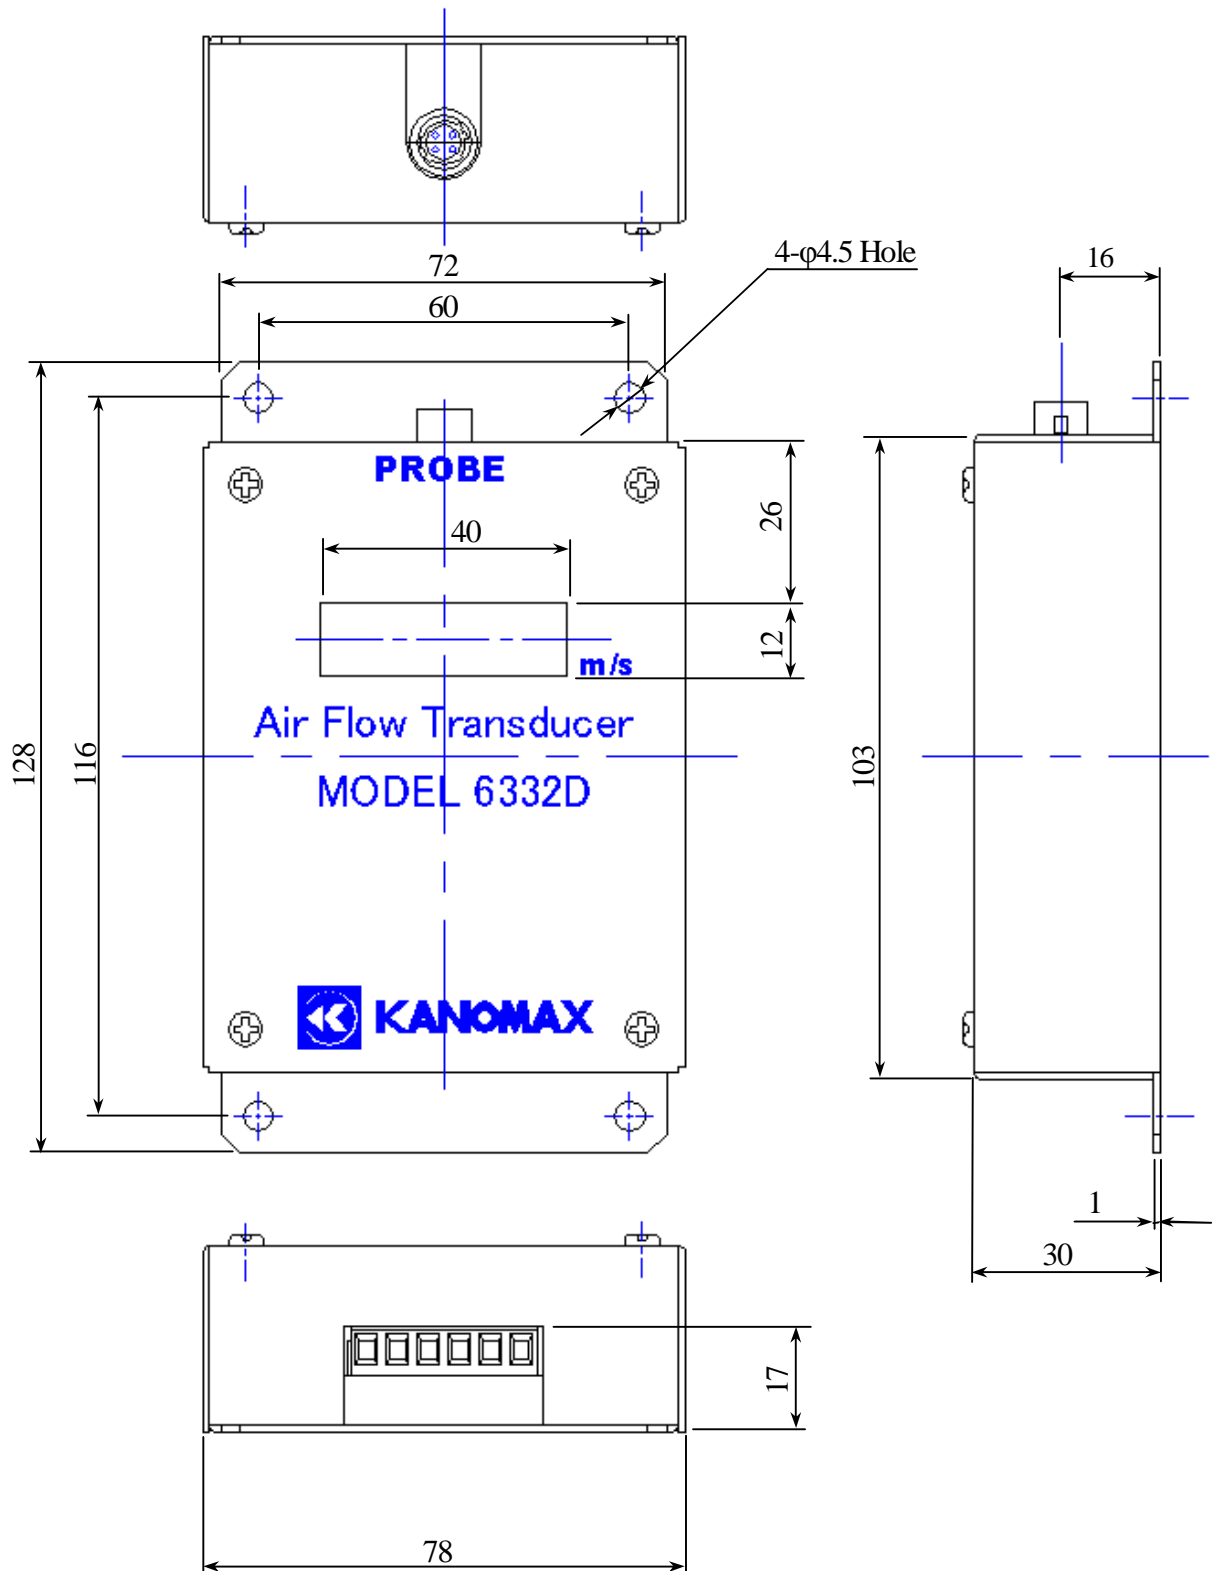 72
4-φ4.5 Hole
16
60
PROBE
26
40
12
m/s
Air Flow Transducer
128
116
103
MODEL 6332D
KANOMAX
1
30
17
78